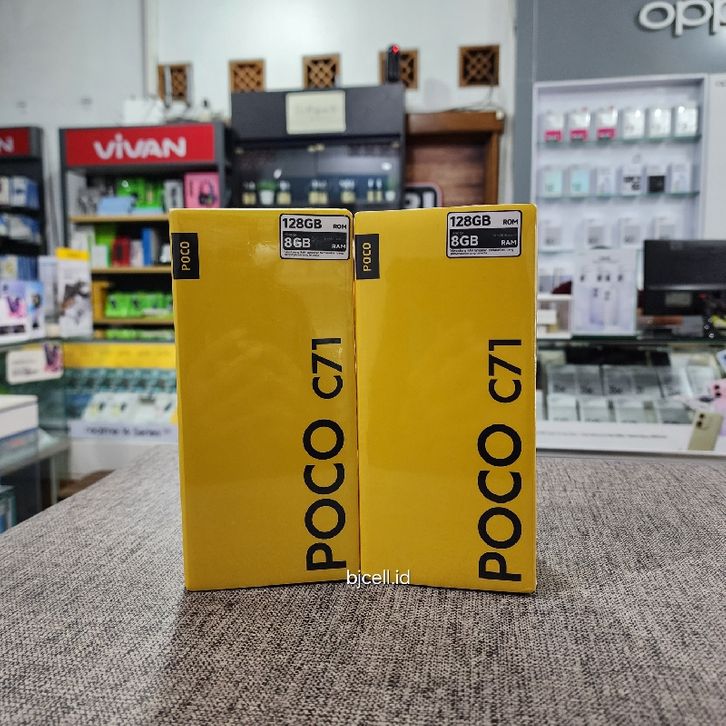 oppo
N
ViVAN
128GB ROM
8GB RAM
POCO
POCO C71
128GB ROM
8GB RAM
POCO
POCO C71
bjcell.id